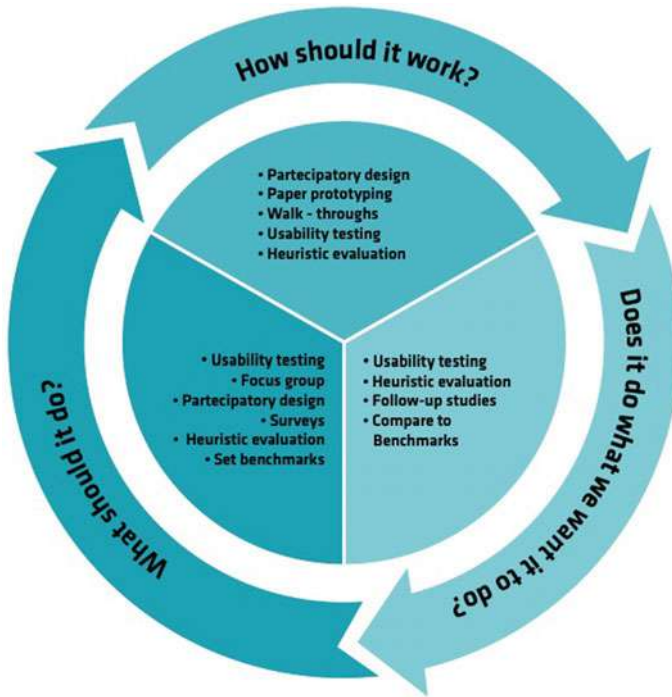 How should it work?
• Partecipatory design
• Paper prototyping
• Walk - throughs
• Usability testing
• Heuristic evaluation
Does it do what we want it to do?
• Usability testing
• Heuristic evaluation
• Follow-up studies
• Compare to
Benchmarks
What should it do?
• Usability testing
• Focus group
• Partecipatory design
• Surveys
• Heuristic evaluation
• Set benchmarks